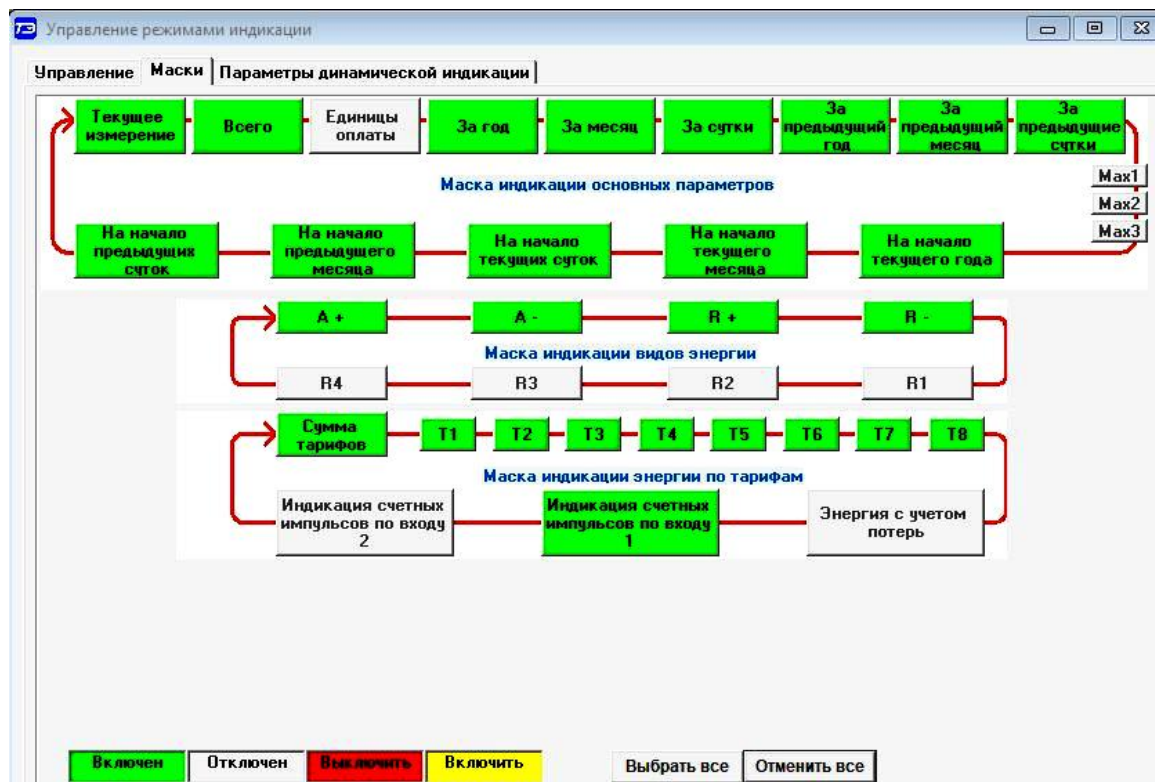 ТЭ Управление режимами индикации
Управление Маски Параметры динамической индикации
Текущее измерение
Всего
Единицы оплаты
За год
За месяц
За сутки
За предыдущий год
За предыдущий месяц
За предыдущие сутки
Маска индикации основных параметров
Max1
Max2
Max3
На начало предыдущих суток
На начало предыдущего месяца
На начало текущих суток
На начало текущего месяца
На начало текущего года
A +
A -
R +
R -
Маска индикации видов энергии
R4
R3
R2
R1
Сумма тарифов
T1
T2
T3
T4
T5
T6
T7
T8
Маска индикации энергии по тарифам
Индикация счетных импульсов по входу 2
Индикация счетных импульсов по входу 1
Энергия с учетом потерь
Включен
Отключен
Выключить
Включить
Выбрать все
Отменить все